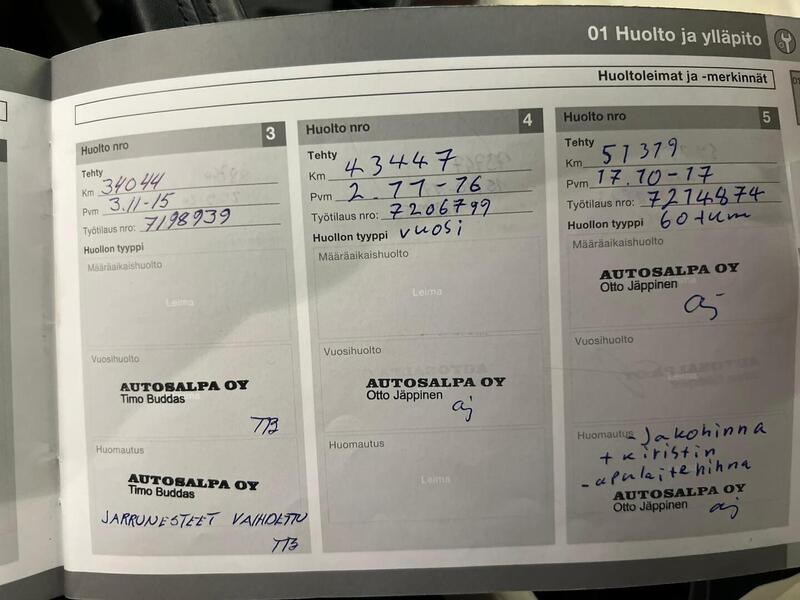 01 Huolto ja ylläpito
Huoltoleimat ja -merkinnät
Huolto nro 3
Tehty
Km 34044
Pvm 3.11-15
Työtilaus nro: 7198939
Huollon tyyppi
Määräaikaishuolto
Leima
Vuosihuolto
AUTOSALPA OY
Timo Buddas
TB
Huomautus
AUTOSALPA OY
Timo Buddas
JARRUNESTEET VAIHDETTU
TB
Huolto nro 4
Tehty
Km 43447
Pvm 2.11-16
Työtilaus nro: 7206799
Huollon tyyppi vuosi
Määräaikaishuolto
Leima
Vuosihuolto
AUTOSALPA OY
Otto Jäppinen
Huomautus
Leima
Huolto nro 5
Tehty
Km 51319
Pvm 17.10-17
Työtilaus nro: 7214874
Huollon tyyppi 60tkm
Määräaikaishuolto
AUTOSALPA OY
Otto Jäppinen
Vuosihuolto
Huomautus - Jakohihna
+ kiristin
- apulaitehihna
AUTOSALPA OY
Otto Jäppinen